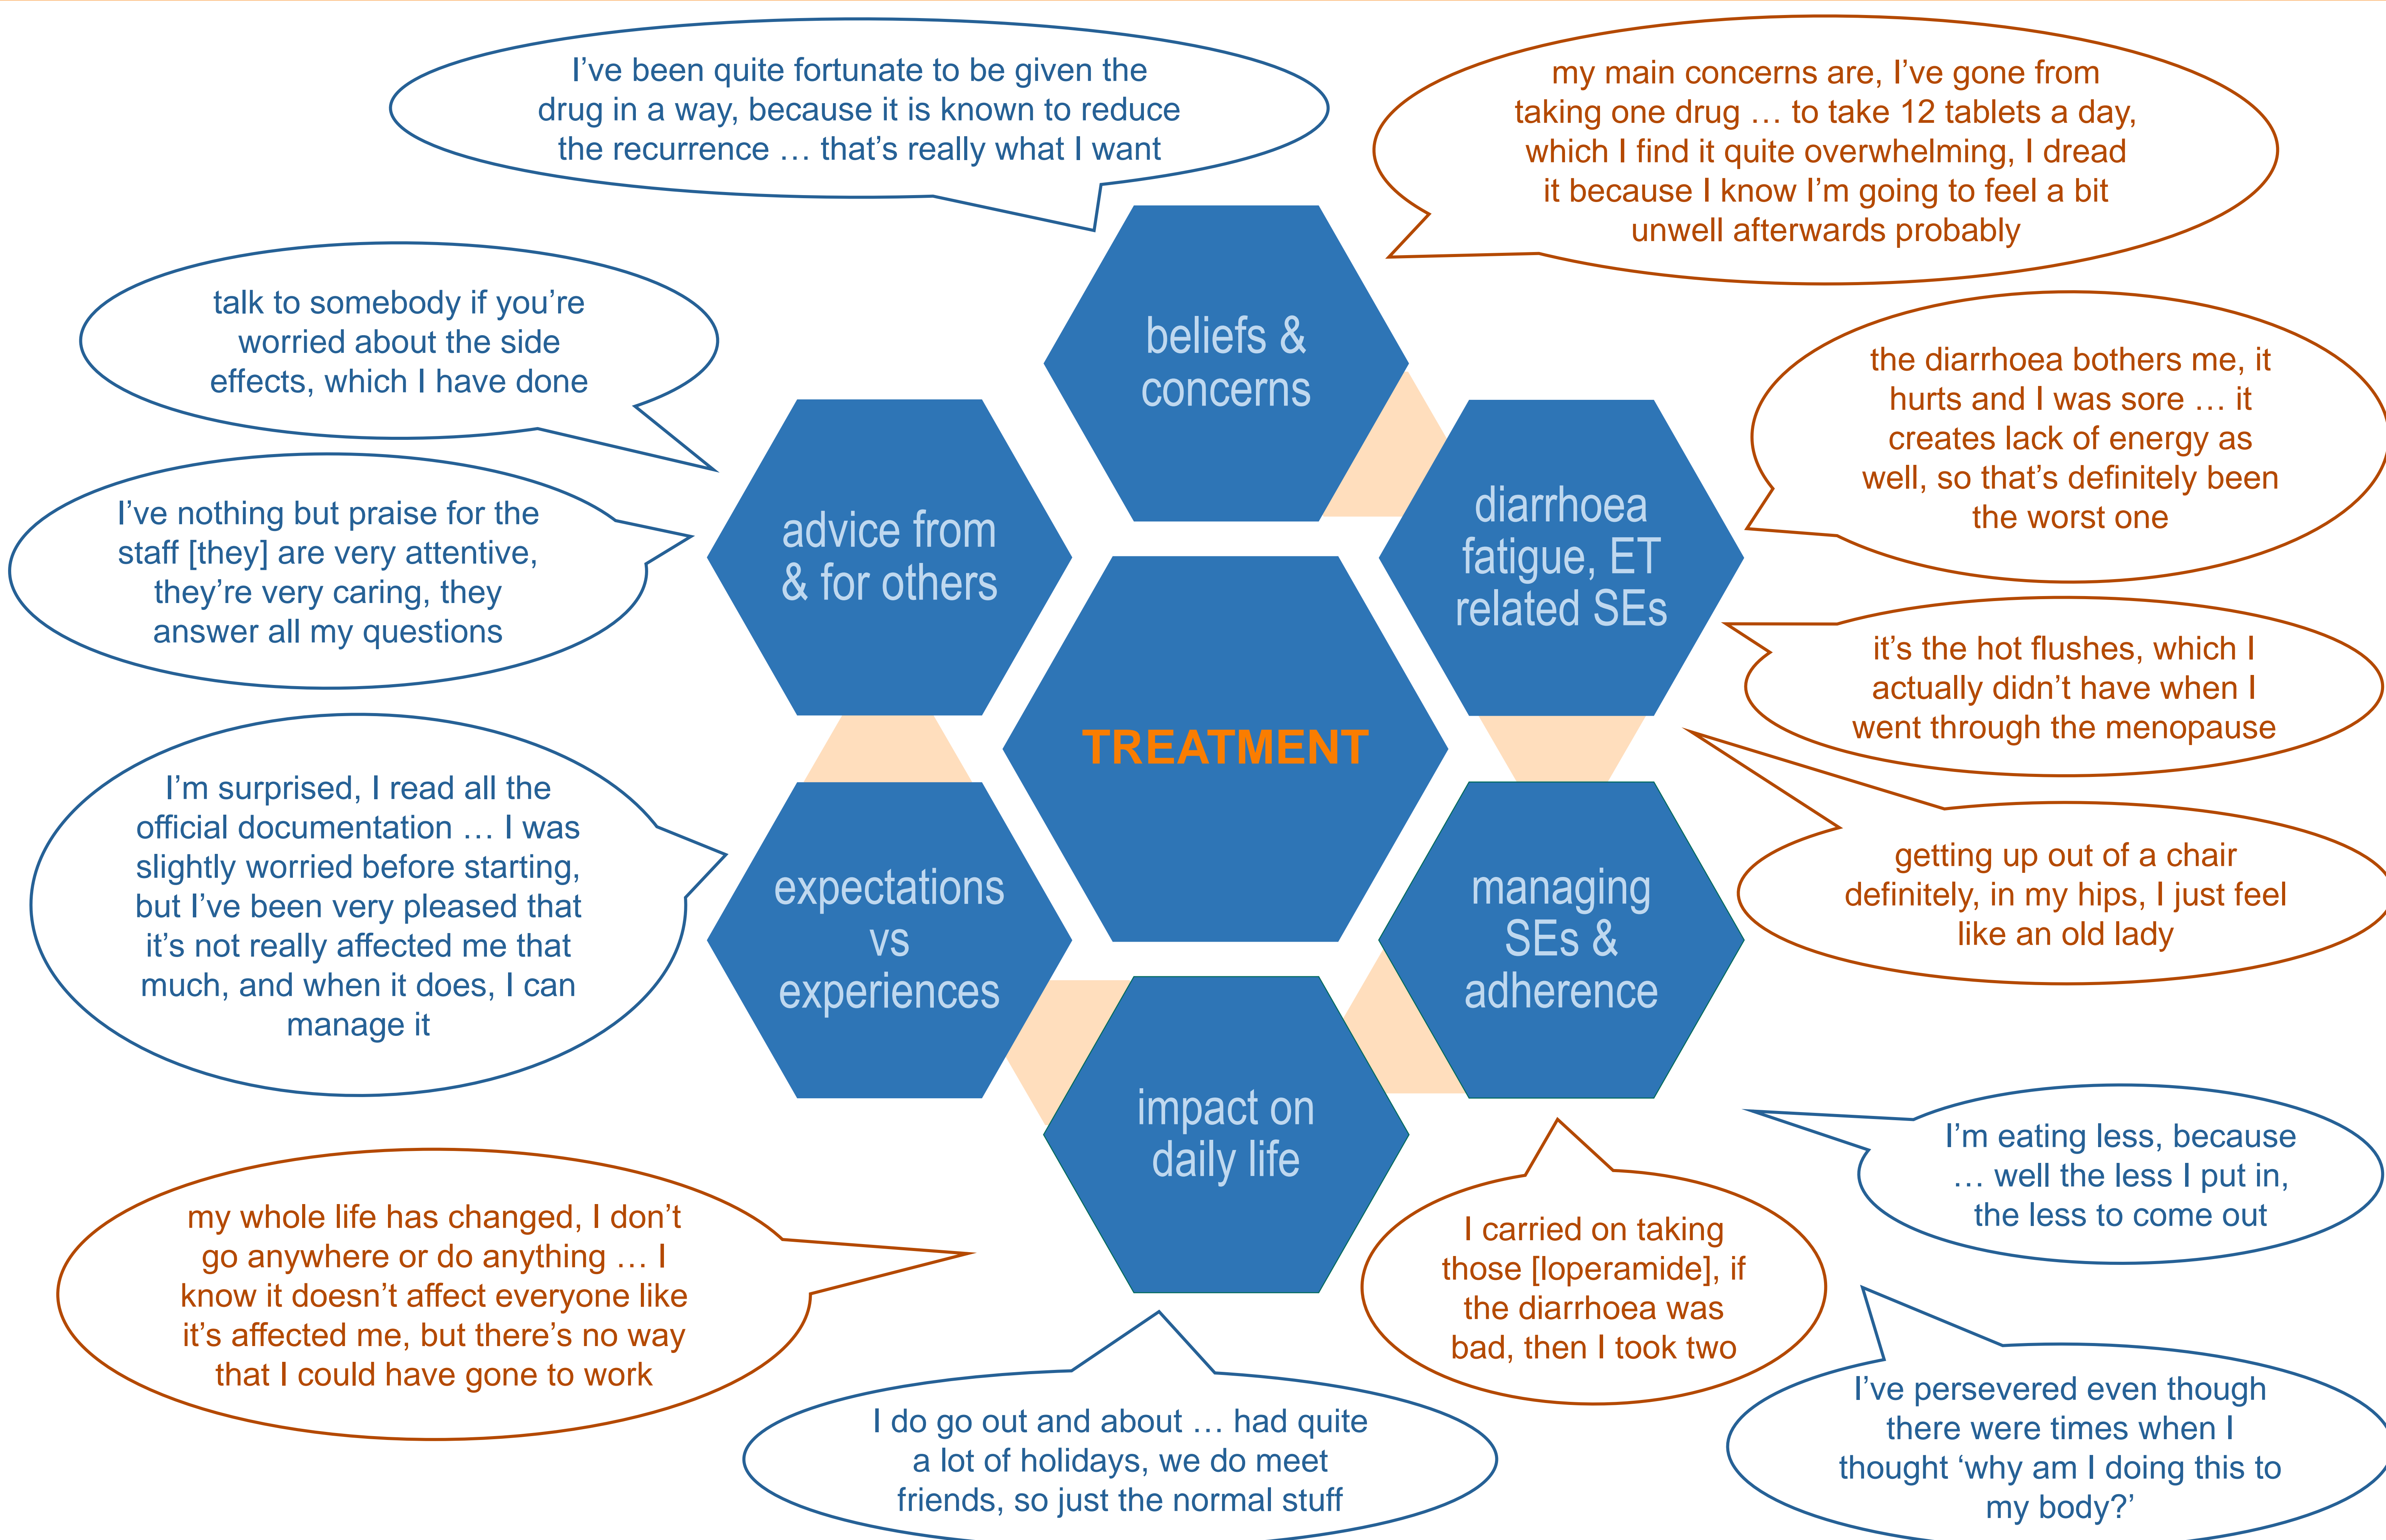 I've been quite fortunate to be given the
drug in a way, because it is known to reduce
the recurrence … that's really what I want
my main concerns are, I've gone from
taking one drug … to take 12 tablets a day,
which I find it quite overwhelming, I dread
it because I know I'm going to feel a bit
unwell afterwards probably
talk to somebody if you're
worried about the side
effects, which I have done
beliefs &
concerns
the diarrhoea bothers me, it
hurts and I was sore … it
creates lack of energy as
well, so that's definitely been
the worst one
I've nothing but praise for the
staff [they] are very attentive,
they're very caring, they
answer all my questions
advice from
& for others
diarrhoea
fatigue, ET
related SEs
it's the hot flushes, which I
actually didn't have when I
went through the menopause
TREATMENT
I'm surprised, I read all the
official documentation … I was
slightly worried before starting,
but I've been very pleased that
it's not really affected me that
much, and when it does, I can
manage it
expectations
vs
experiences
managing
SEs &
adherence
getting up out of a chair
definitely, in my hips, I just feel
like an old lady
impact on
daily life
I'm eating less, because
… well the less I put in,
the less to come out
my whole life has changed, I don't
go anywhere or do anything … I
know it doesn't affect everyone like
it's affected me, but there's no way
that I could have gone to work
I carried on taking
those [loperamide], if
the diarrhoea was
bad, then I took two
I do go out and about … had quite
a lot of holidays, we do meet
friends, so just the normal stuff
I've persevered even though
there were times when I
thought 'why am I doing this to
my body?'